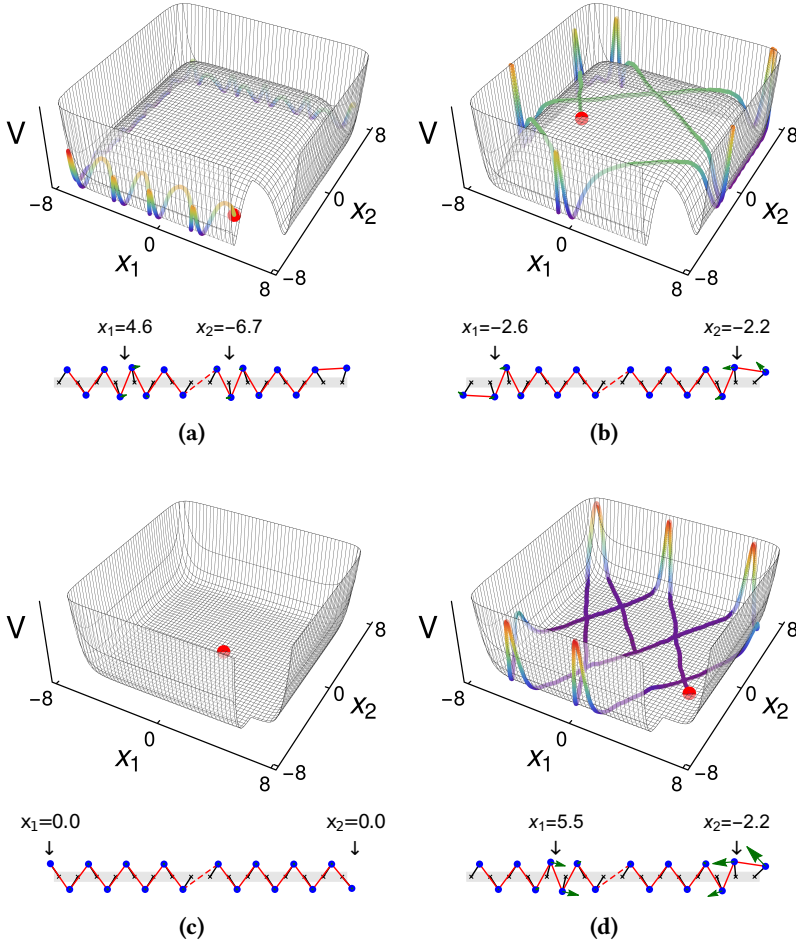 V
−8
0
8
x₁
−8
0
8
x₂
V
−8
0
8
x₁
−8
0
8
x₂
x₁=4.6 x₂=−6.7
x₁=−2.6 x₂=−2.2
(a) (b)
V
−8
0
8
x₁
−8
0
8
x₂
V
−8
0
8
x₁
−8
0
8
x₂
x₁=0.0 x₂=0.0
x₁=5.5 x₂=−2.2
(c) (d)